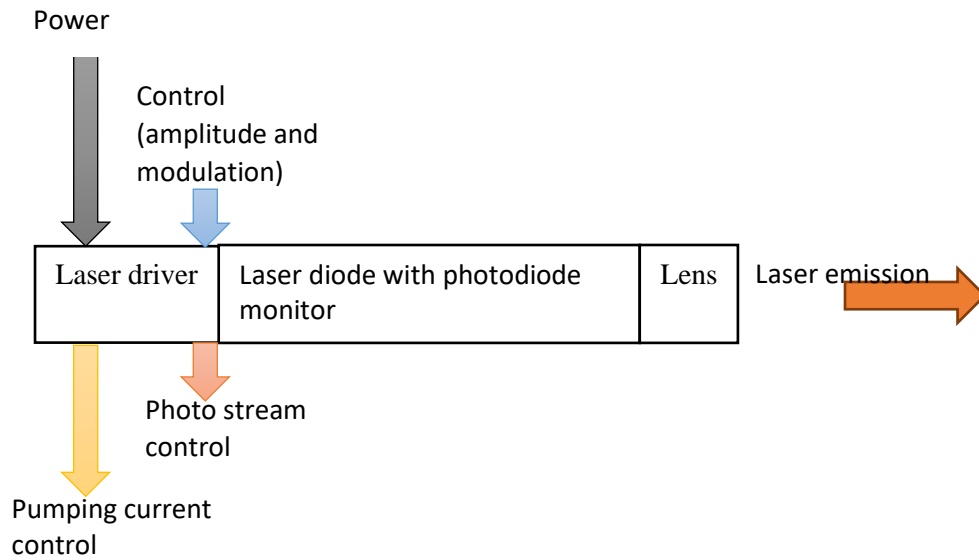 Power
Control
(amplitude and
modulation)
Laser driver
Laser diode with photodiode
monitor
Lens
Laser emission
Photo stream
control
Pumping current
control